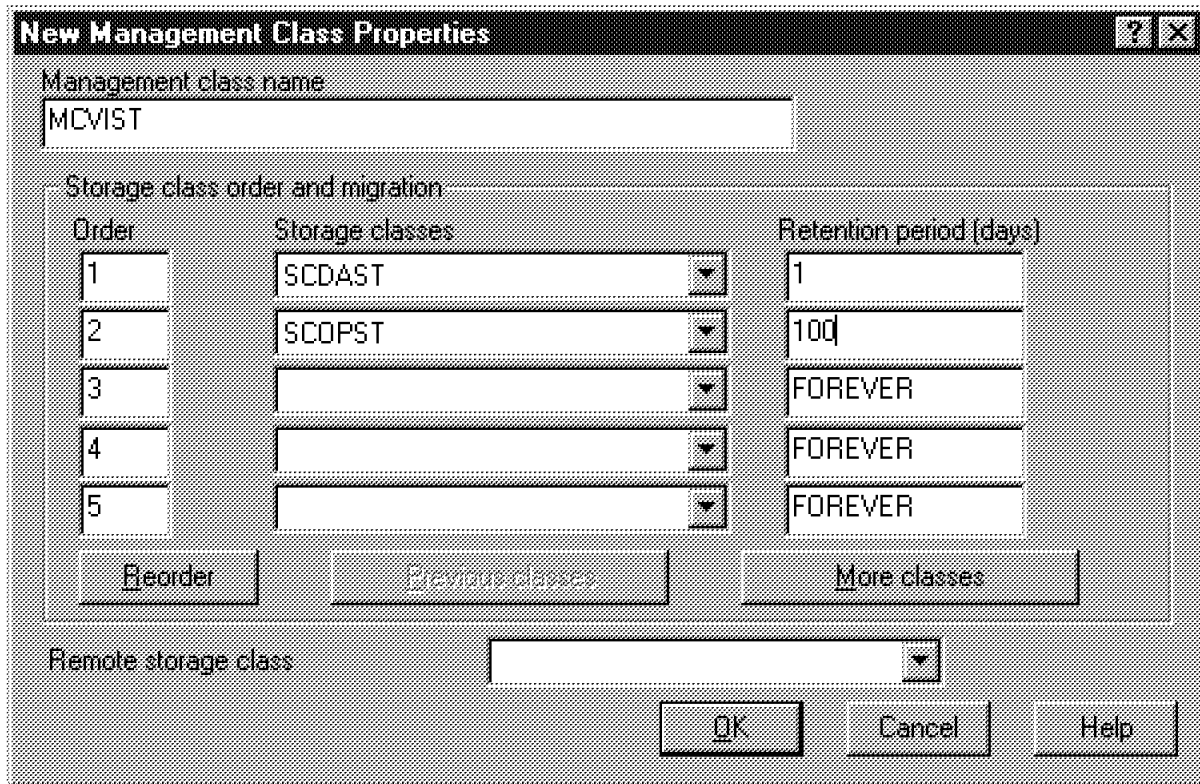 New Management Class Properties ? X
Management class name
MCVIST
Storage class order and migration
Order Storage classes Retention period (days)
1 SCDAST 1
2 SCOPST 100
3 FOREVER
4 FOREVER
5 FOREVER
Reorder Previous classes More classes
Remote storage class
OK Cancel Help